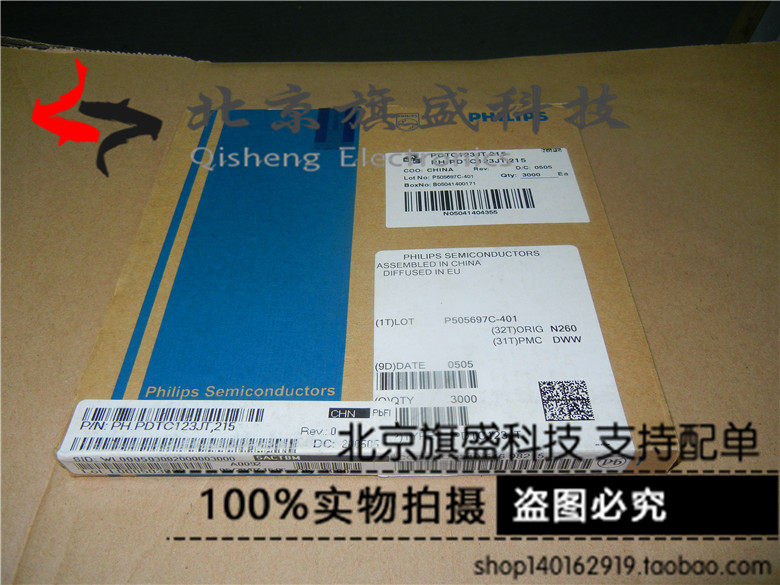 北京旗盛科技
Qisheng Electronics
PHILIPS
PDTC123JT,215
PH.PDTC123JT,215
COO: CHINA Rev: D/C: 0505
Lot No: P505697C-401 Qty: 3000 Ea
BoxNo: B05041400171
N05041404355
PHILIPS SEMICONDUCTORS
ASSEMBLED IN CHINA
DIFFUSED IN EU
(1T)LOT P505697C-401
(32T)ORIG N260
(31T)PMC DWW
(9D)DATE 0505
(Q)QTY 3000
Philips Semiconductors
CHN PbF
P/N: PH.PDTC123JT,215
Rev.: 0
DC:
5ACTBM
A0002
北京旗盛科技 支持配单
100%实物拍摄 盗图必究
shop140162919.taobao.com